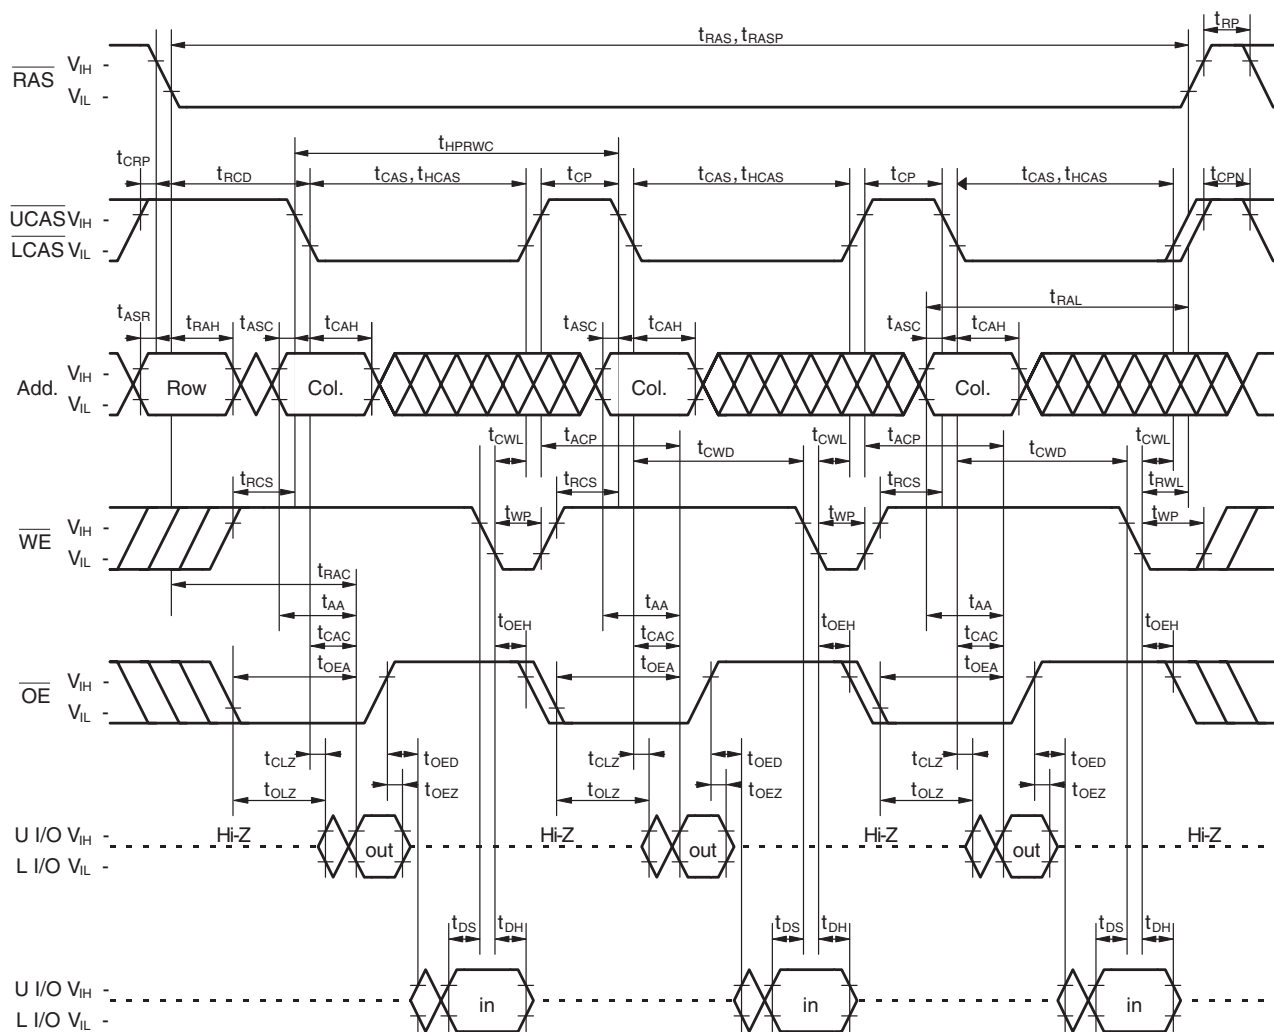 tRAS, tRASP tRP
RAS VIH -
VIL -
tHPRWC
tCRP tRCD tCAS, tHCAS tCP tCAS, tHCAS tCP tCAS, tHCAS tCPN
UCAS VIH -
LCAS VIL -
tRAL
tASR tRAH tASC tCAH tASC tCAH tASC tCAH
Add. VIH - Row Col. Col. Col.
VIL -
tCWL tACP tCWD tCWL tACP tCWD tCWL
tRCS tRCS tRCS tRWL
tWP tWP tWP
WE VIH -
VIL -
tRAC
tAA tAA tAA
tCAC tOEH tCAC tOEH tCAC tOEH
tOEA tOEA tOEA
OE VIH -
VIL -
tCLZ tOED tCLZ tOED tCLZ tOED
tOLZ tOEZ tOLZ tOEZ tOLZ tOEZ
U I/O VIH - Hi-Z Hi-Z Hi-Z Hi-Z
out out out
L I/O VIL -
tDS tDH tDS tDH tDS tDH
U I/O VIH -
in in in
L I/O VIL -